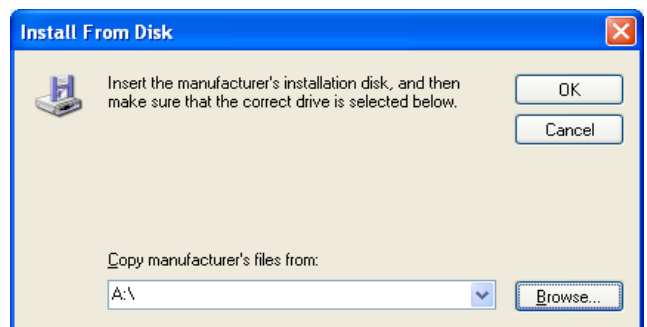 Install From Disk
Insert the manufacturer's installation disk, and then
make sure that the correct drive is selected below.
OK
Cancel
Copy manufacturer's files from:
A:\
Browse...